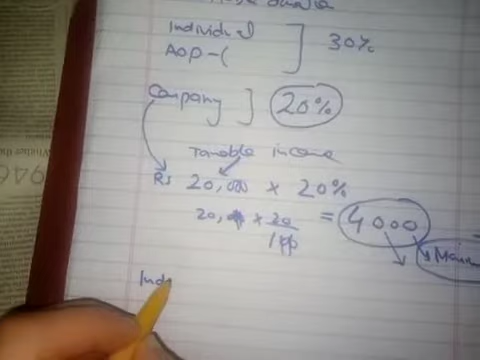 Individual
AOP-(
] 30%
Company ] 20%
Taxable income
Rs 20,000 x 20%
20,000 x 20/100 = 4000
Indi